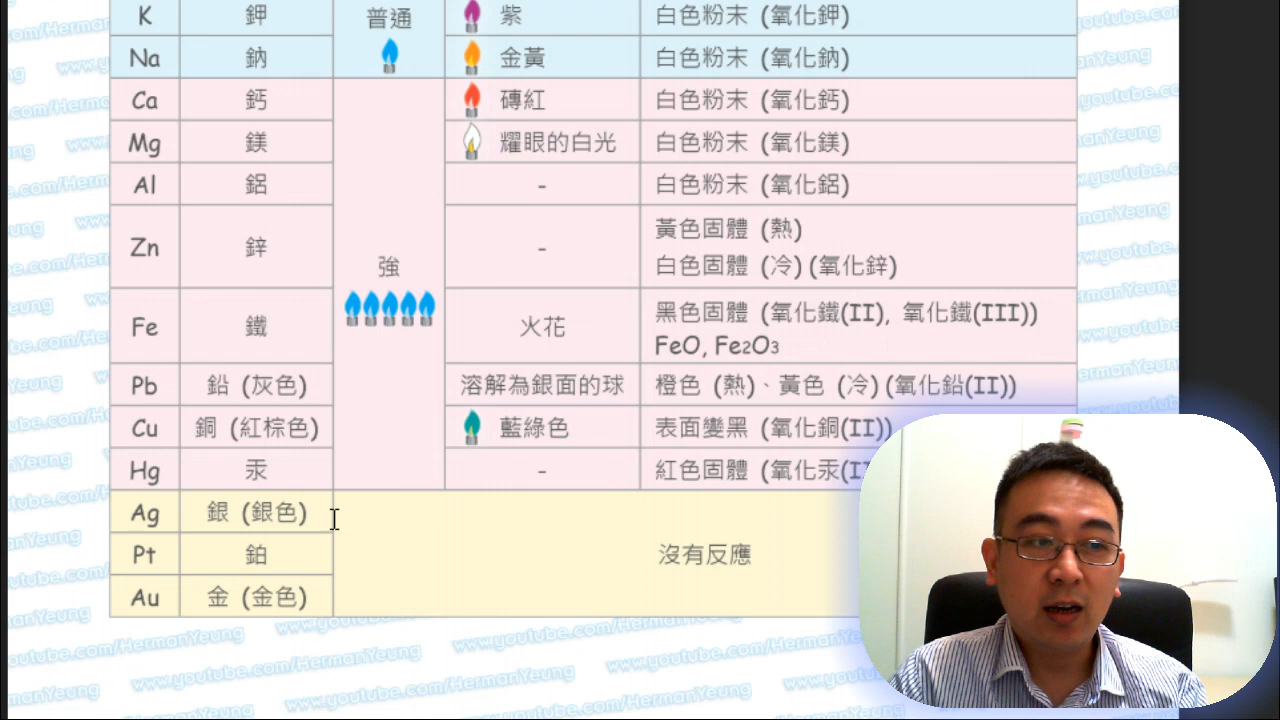 K 鉀 普通 紫 白色粉末 (氧化鉀)
Na 鈉 金黃 白色粉末 (氧化鈉)
Ca 鈣 磚紅 白色粉末 (氧化鈣)
Mg 鎂 耀眼的白光 白色粉末 (氧化鎂)
Al 鋁 - 白色粉末 (氧化鋁)
Zn 鋅 強 - 黃色固體 (熱)
白色固體 (冷) (氧化鋅)
Fe 鐵 火花 黑色固體 (氧化鐵(II), 氧化鐵(III))
FeO, Fe2O3
Pb 鉛 (灰色) 溶解為銀面的球 橙色 (熱)、黃色 (冷) (氧化鉛(II))
Cu 銅 (紅棕色) 藍綠色 表面變黑 (氧化銅(II))
Hg 汞 - 紅色固體 (氧化汞(II
Ag 銀 (銀色)
Pt 鉑 沒有反應
Au 金 (金色)
www.youtube.com/HermanYeung